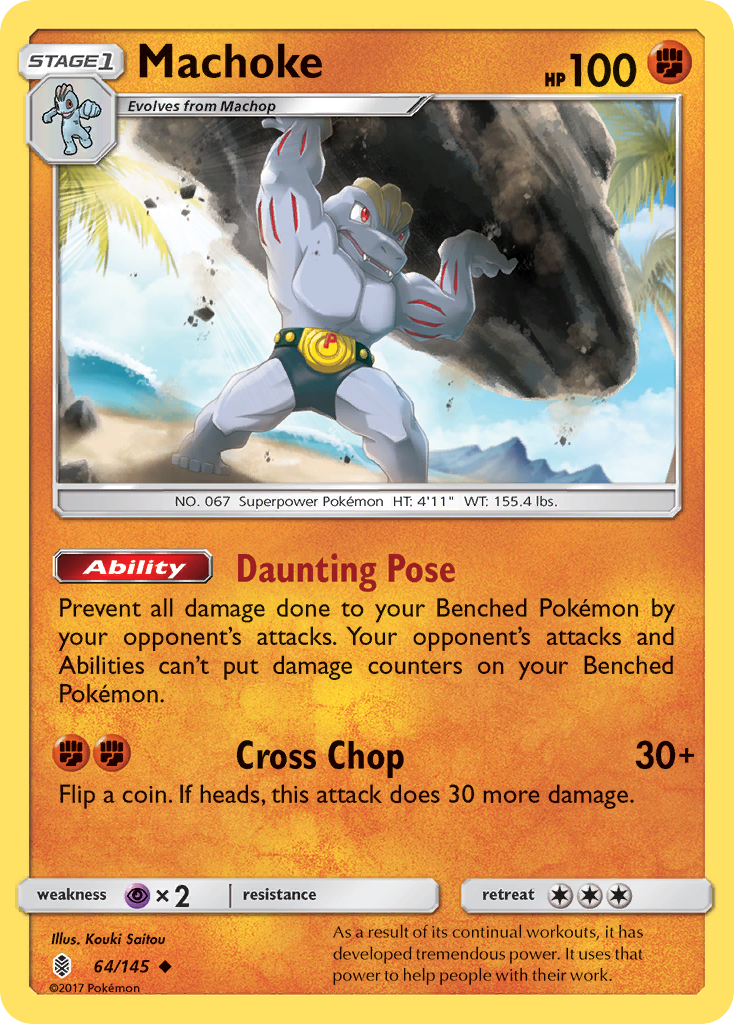 STAGE1
Machoke
HP 100
Evolves from Machop
P
NO. 067 Superpower Pokémon HT: 4'11" WT: 155.4 lbs.
Ability Daunting Pose
Prevent all damage done to your Benched Pokémon by
your opponent's attacks. Your opponent's attacks and
Abilities can't put damage counters on your Benched
Pokémon.
Cross Chop 30+
Flip a coin. If heads, this attack does 30 more damage.
weakness ×2 resistance retreat
Illus. Kouki Saitou
64/145
©2017 Pokémon
As a result of its continual workouts, it has
developed tremendous power. It uses that
power to help people with their work.